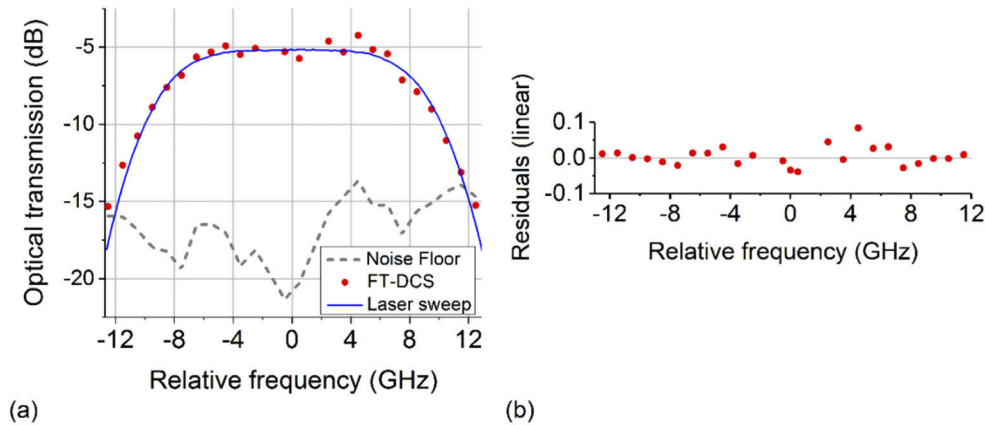 Optical transmission (dB)
-5
-10
-15
-20
Noise Floor
FT-DCS
Laser sweep
-12 -8 -4 0 4 8 12
Relative frequency (GHz)
(a)
Residuals (linear)
0.1
0.0
-0.1
-12 -8 -4 0 4 8 12
Relative frequency (GHz)
(b)